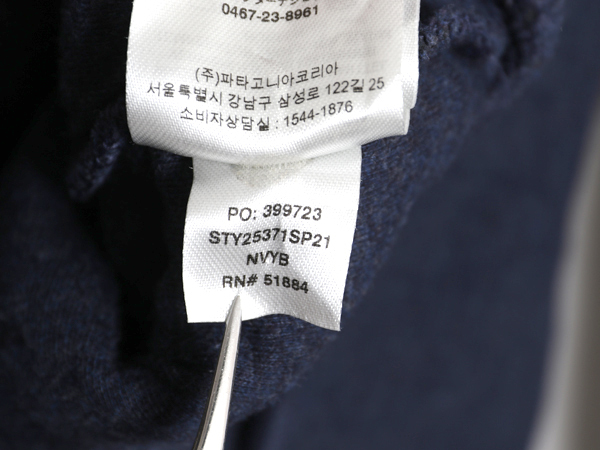 0467-23-8961
(주)파타고니아코리아
서울특별시 강남구 삼성로 122길 25
소비자상담실 : 1544-1876
PO: 399723
STY25371SP21
NVYB
RN# 51884